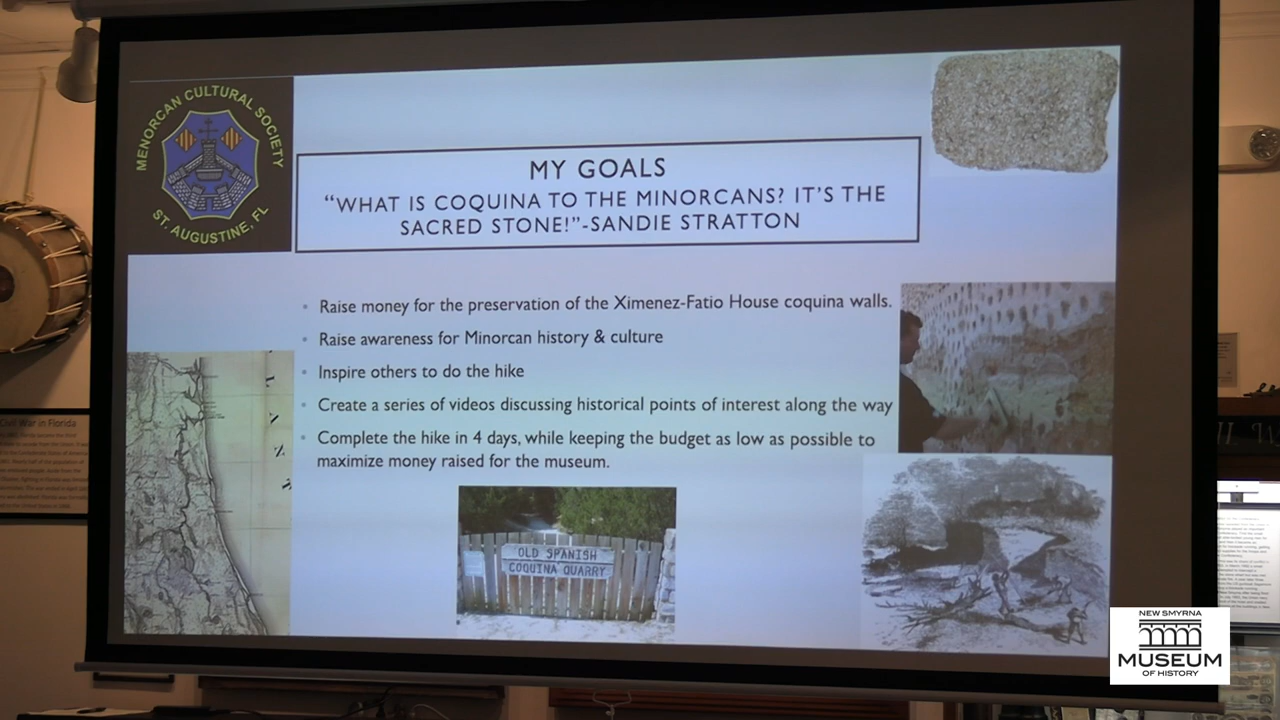 MENORCAN CULTURAL SOCIETY
ST. AUGUSTINE, FL
MY GOALS
“WHAT IS COQUINA TO THE MINORCANS? IT’S THE
SACRED STONE!”-SANDIE STRATTON
• Raise money for the preservation of the Ximenez-Fatio House coquina walls.
• Raise awareness for Minorcan history & culture
• Inspire others to do the hike
• Create a series of videos discussing historical points of interest along the way
• Complete the hike in 4 days, while keeping the budget as low as possible to
maximize money raised for the museum.
OLD SPANISH
COQUINA QUARRY
Civil War in Florida
NEW SMYRNA
MUSEUM
OF HISTORY